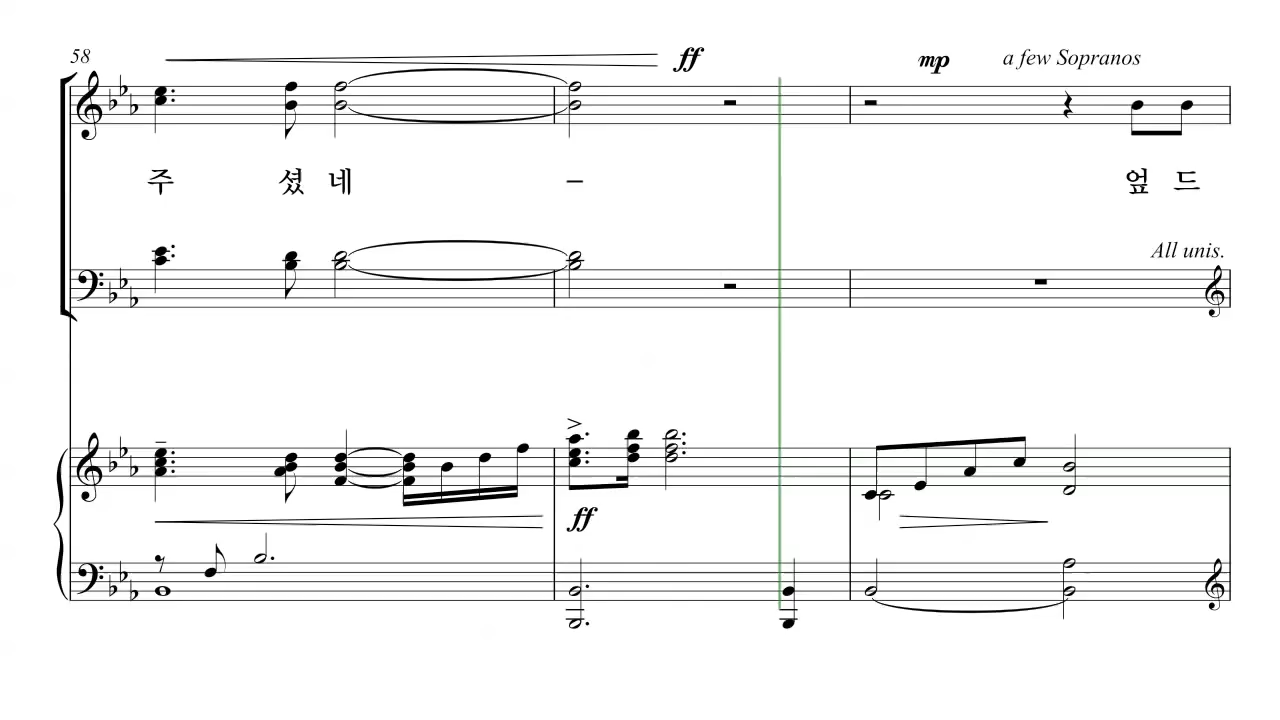 58
ff
mp
a few Sopranos
주 셨 네 - 엎 드
All unis.
ff